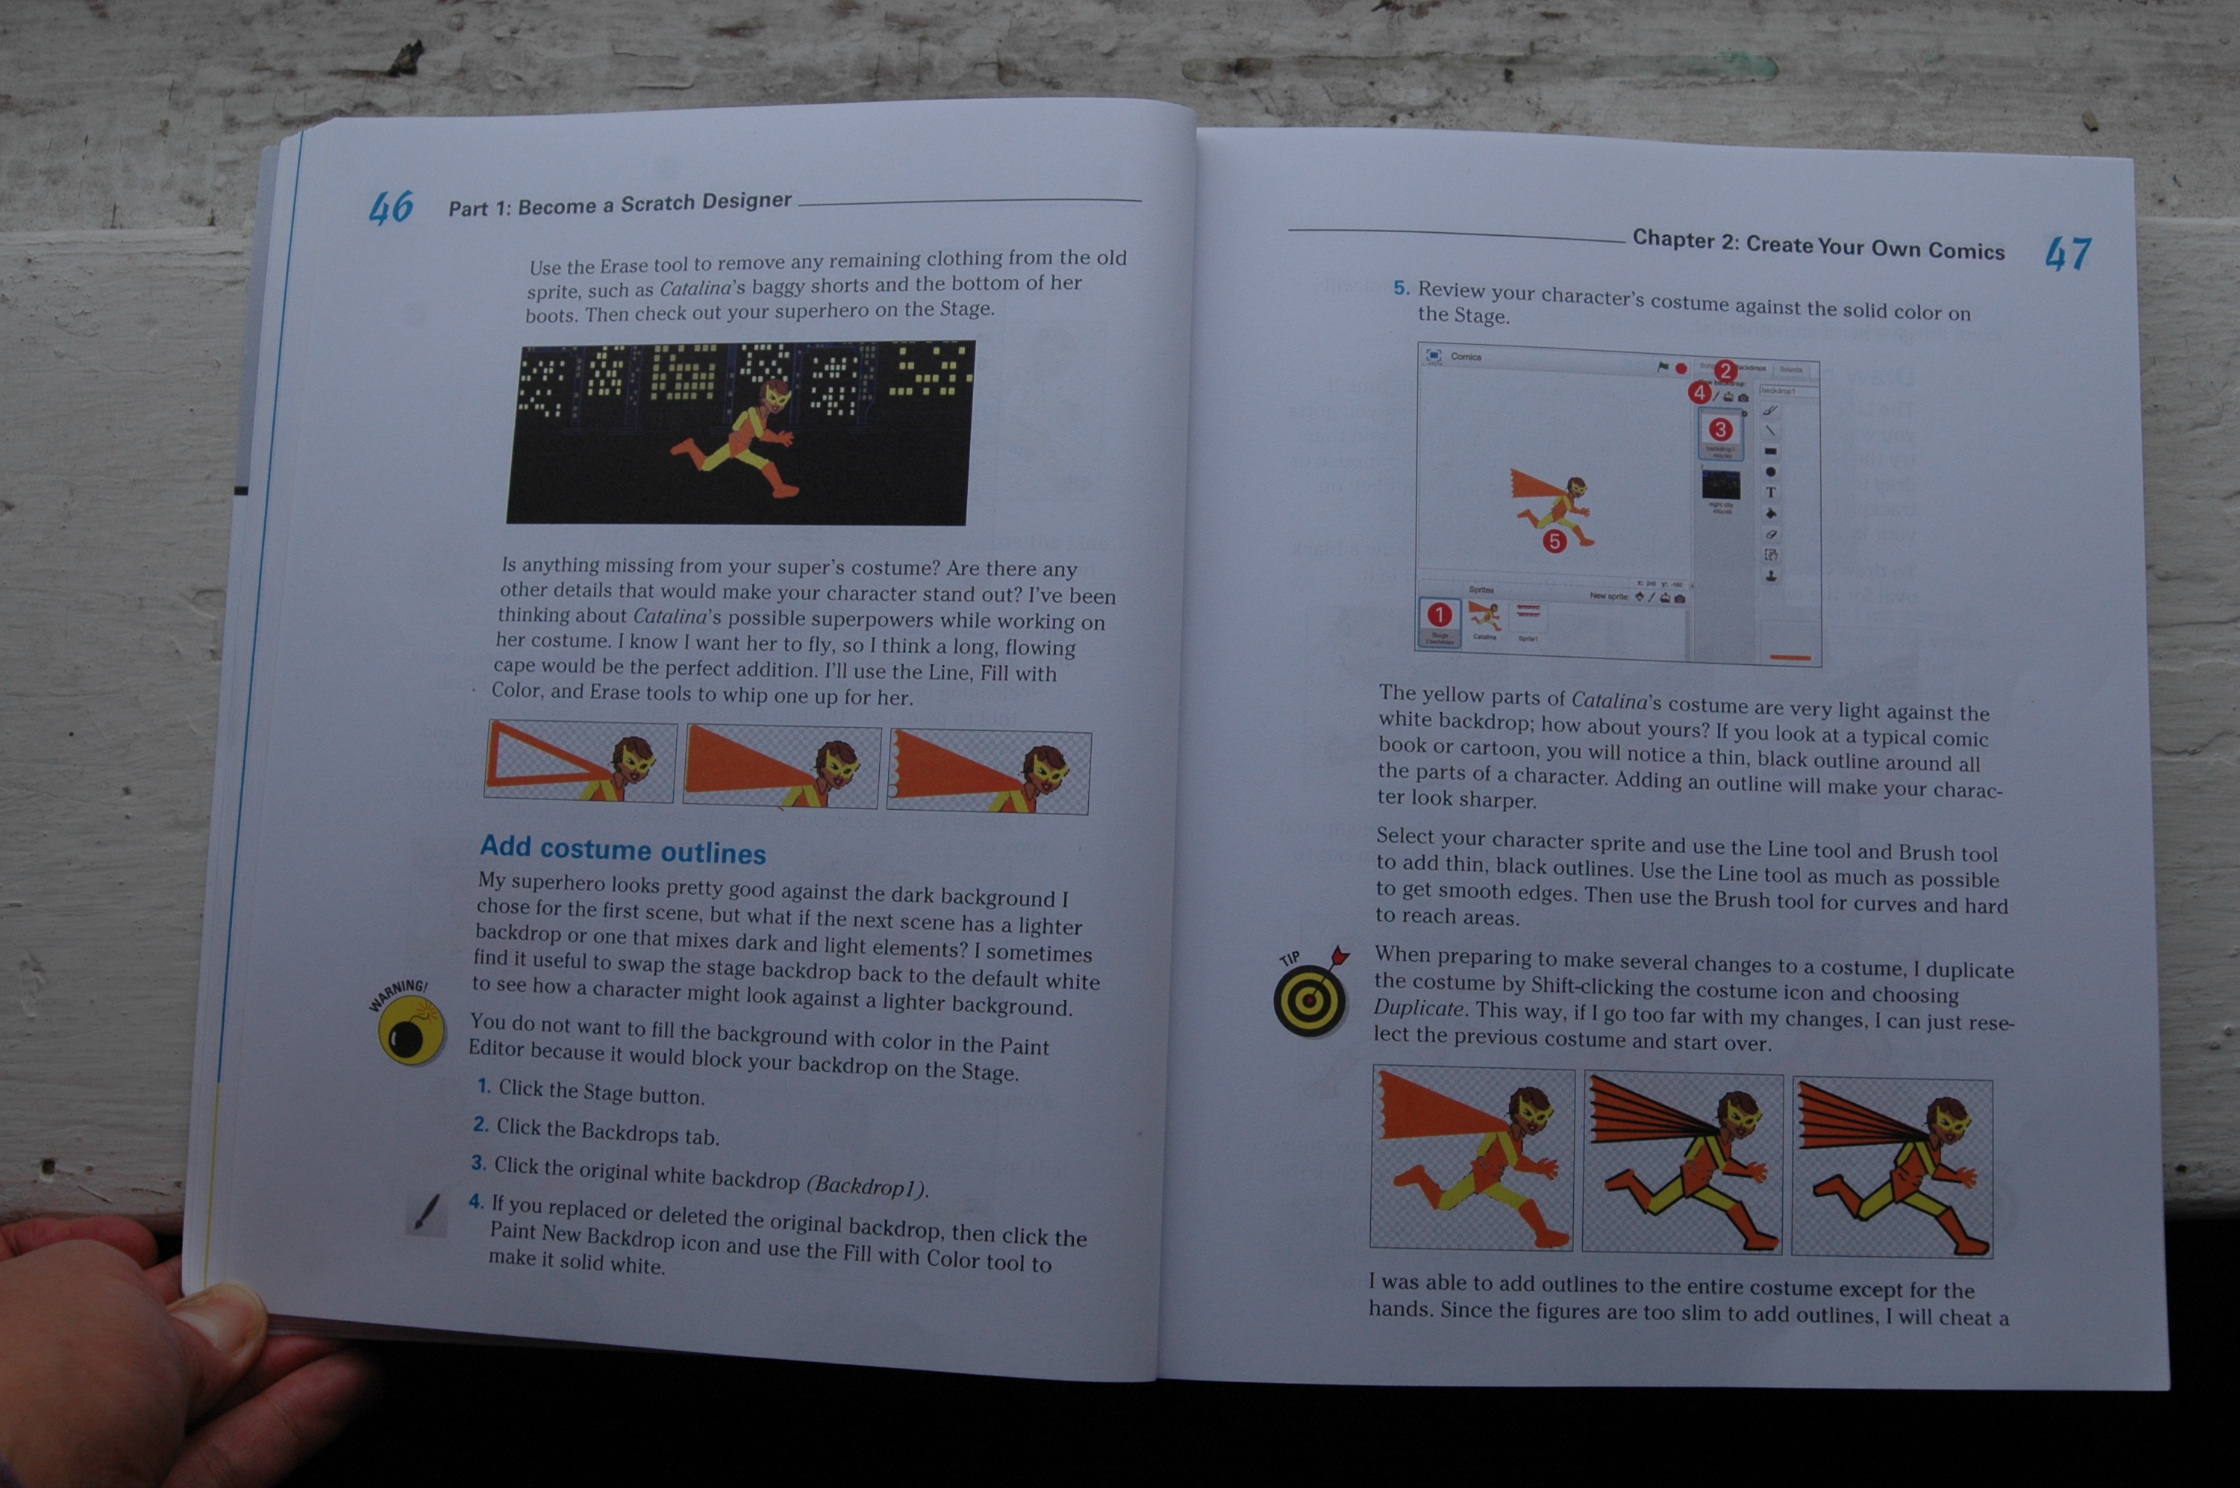 46 Part 1: Become a Scratch Designer
Use the Erase tool to remove any remaining clothing from the old
sprite, such as Catalina's baggy shorts and the bottom of her
boots. Then check out your superhero on the Stage.
Is anything missing from your super's costume? Are there any
other details that would make your character stand out? I've been
thinking about Catalina's possible superpowers while working on
her costume. I know I want her to fly, so I think a long, flowing
cape would be the perfect addition. I'll use the Line, Fill with
Color, and Erase tools to whip one up for her.
Add costume outlines
My superhero looks pretty good against the dark background I
chose for the first scene, but what if the next scene has a lighter
backdrop or one that mixes dark and light elements? I sometimes
find it useful to swap the stage backdrop back to the default white
to see how a character might look against a lighter background.
WARNING!
You do not want to fill the background with color in the Paint
Editor because it would block your backdrop on the Stage.
1. Click the Stage button.
2. Click the Backdrops tab.
3. Click the original white backdrop (Backdrop1).
4. If you replaced or deleted the original backdrop, then click the
Paint New Backdrop icon and use the Fill with Color tool to
make it solid white.
Chapter 2: Create Your Own Comics 47
5. Review your character's costume against the solid color on
the Stage.
Comics
2
Sounds
4
backdrop1
3
backdrop1
T
night city
5
Sprites
New sprite:
1
Stage
Catalina
Sprite1
The yellow parts of Catalina's costume are very light against the
white backdrop; how about yours? If you look at a typical comic
book or cartoon, you will notice a thin, black outline around all
the parts of a character. Adding an outline will make your charac-
ter look sharper.
Select your character sprite and use the Line tool and Brush tool
to add thin, black outlines. Use the Line tool as much as possible
to get smooth edges. Then use the Brush tool for curves and hard
to reach areas.
TIP
When preparing to make several changes to a costume, I duplicate
the costume by Shift-clicking the costume icon and choosing
Duplicate. This way, if I go too far with my changes, I can just rese-
lect the previous costume and start over.
I was able to add outlines to the entire costume except for the
hands. Since the figures are too slim to add outlines, I will cheat a